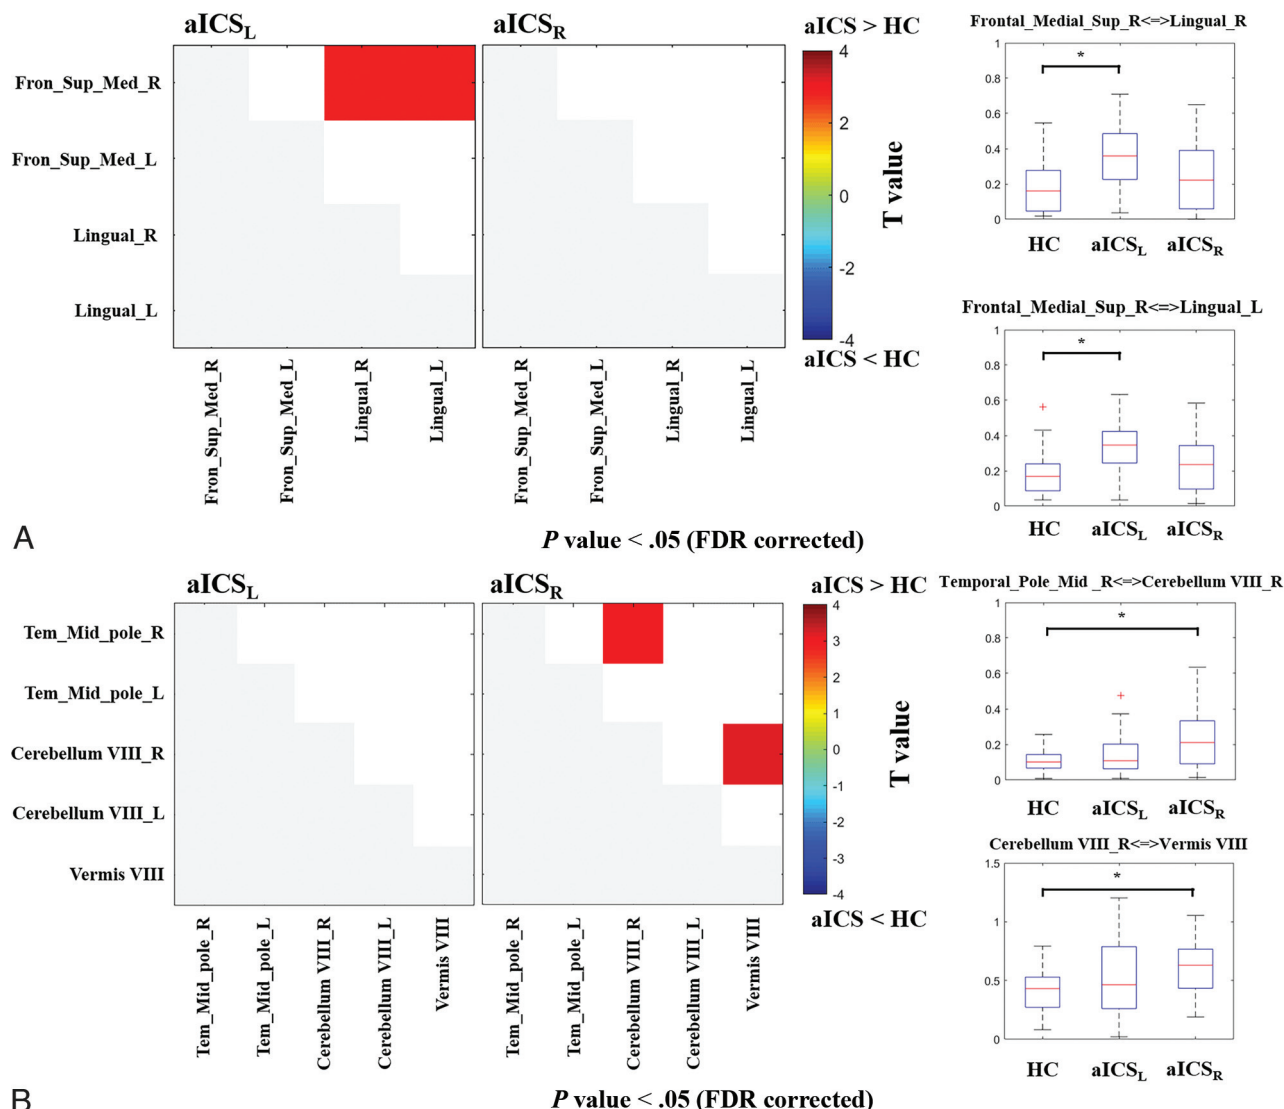 aICSL
aICSR
aICS > HC
Fron_Sup_Med_R
Fron_Sup_Med_L
Lingual_R
Lingual_L
Fron_Sup_Med_R
Fron_Sup_Med_L
Lingual_R
Lingual_L
Fron_Sup_Med_R
Fron_Sup_Med_L
Lingual_R
Lingual_L
4
2
0
-2
-4
T value
aICS < HC
Frontal_Medial_Sup_R<=>Lingual_R
1
0.8
0.6
0.4
0.2
0
*
HC aICSL aICSR
Frontal_Medial_Sup_R<=>Lingual_L
1
0.8
0.6
0.4
0.2
0
*
HC aICSL aICSR
A
P value < .05 (FDR corrected)
aICSL
aICSR
aICS > HC
Tem_Mid_pole_R
Tem_Mid_pole_L
Cerebellum VIII_R
Cerebellum VIII_L
Vermis VIII
Tem_Mid_pole_R
Tem_Mid_pole_L
Cerebellum VIII_R
Cerebellum VIII_L
Vermis VIII
Tem_Mid_pole_R
Tem_Mid_pole_L
Cerebellum VIII_R
Cerebellum VIII_L
Vermis VIII
4
3
2
1
0
-1
-2
-3
-4
T value
aICS < HC
Temporal_Pole_Mid _R<=>Cerebellum VIII_R
1
0.8
0.6
0.4
0.2
0
*
HC aICSL aICSR
Cerebellum VIII_R<=>Vermis VIII
1.5
1
0.5
0
*
HC aICSL aICSR
B
P value < .05 (FDR corrected)